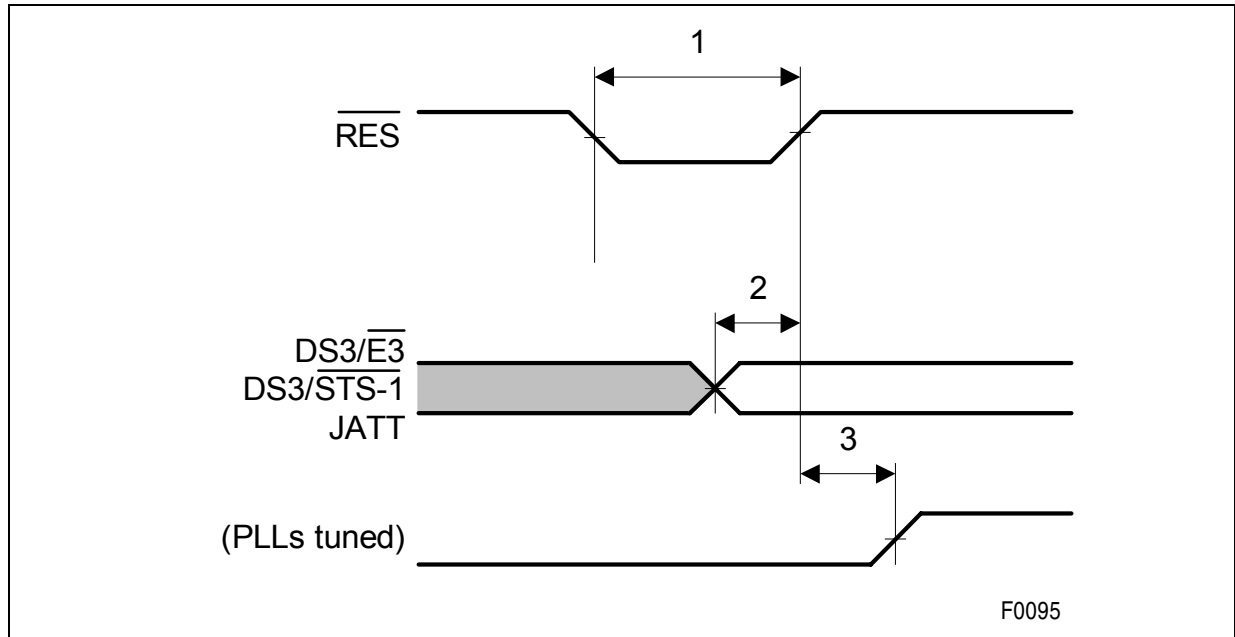 1
RES
2
DS3/E3
DS3/STS-1
JATT
3
(PLLs tuned)
F0095